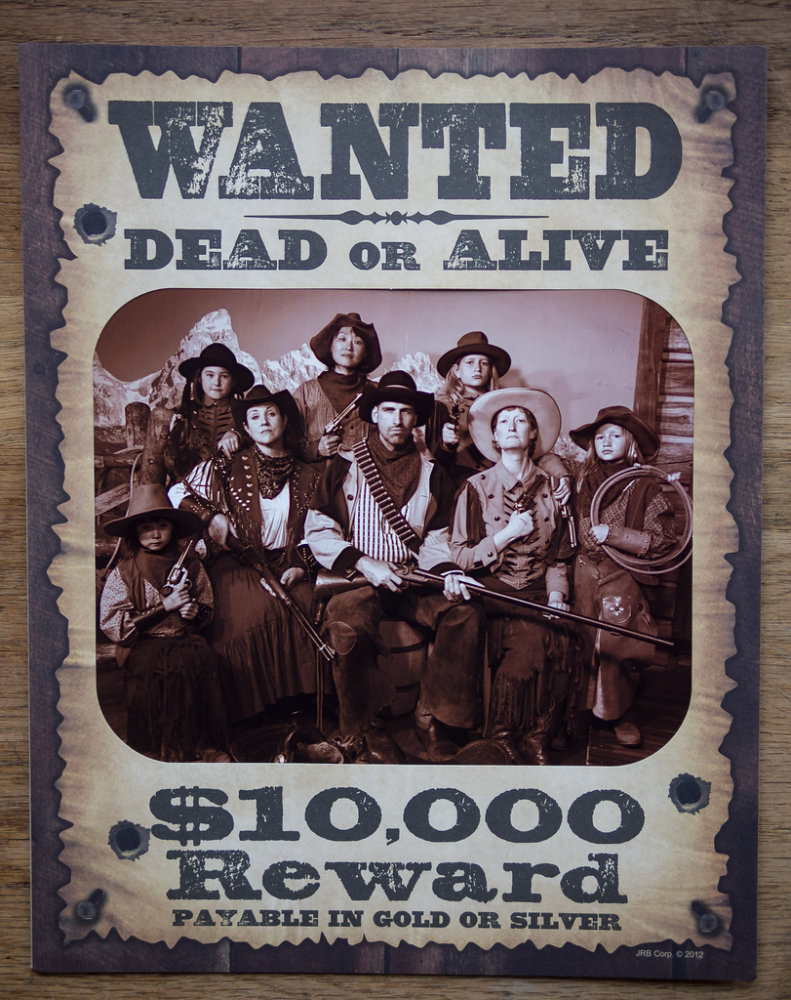 WANTED
DEAD OR ALIVE
$10,000
Reward
PAYABLE IN GOLD OR SILVER
JRB Corp. © 2012